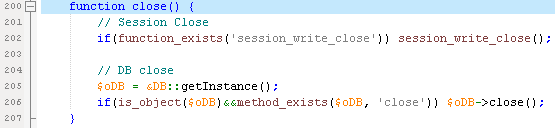 200 function close() {
201 // Session Close
202 if(function_exists('session_write_close')) session_write_close();
203
204 // DB close
205 $oDB = &DB::getInstance();
206 if(is_object($oDB)&&method_exists($oDB, 'close')) $oDB->close();
207 }